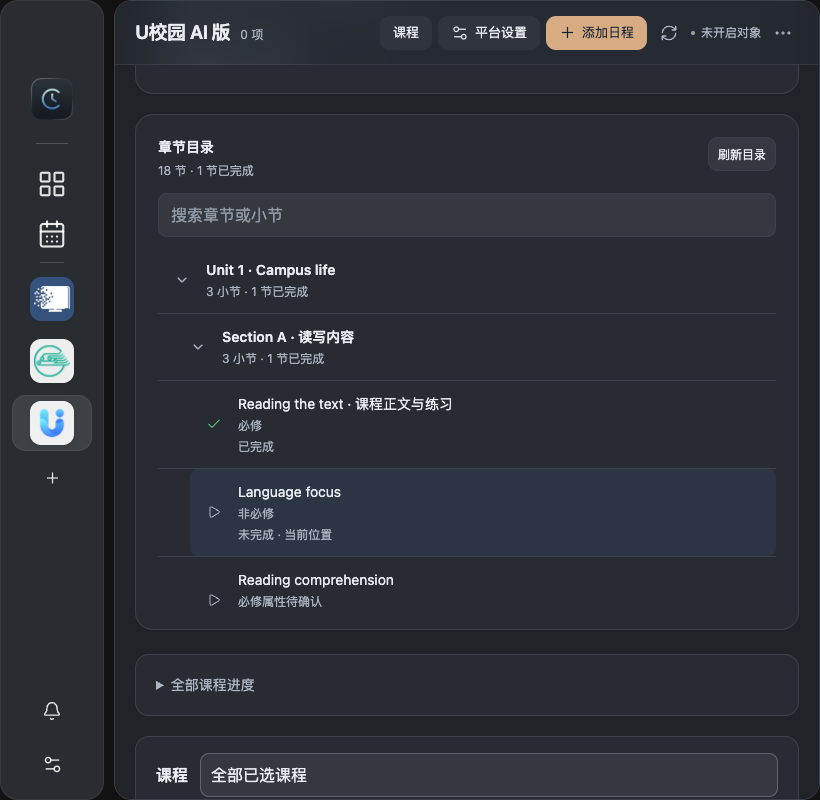 U校园 AI 版 0 项
课程
平台设置
添加日程
未开启对象
章节目录
18 节 · 1 节已完成
刷新目录
搜索章节或小节
Unit 1 · Campus life
3 小节 · 1 节已完成
Section A · 读写内容
3 小节 · 1 节已完成
Reading the text · 课程正文与练习
必修
已完成
Language focus
非必修
未完成 · 当前位置
Reading comprehension
必修属性待确认
全部课程进度
课程
全部已选课程